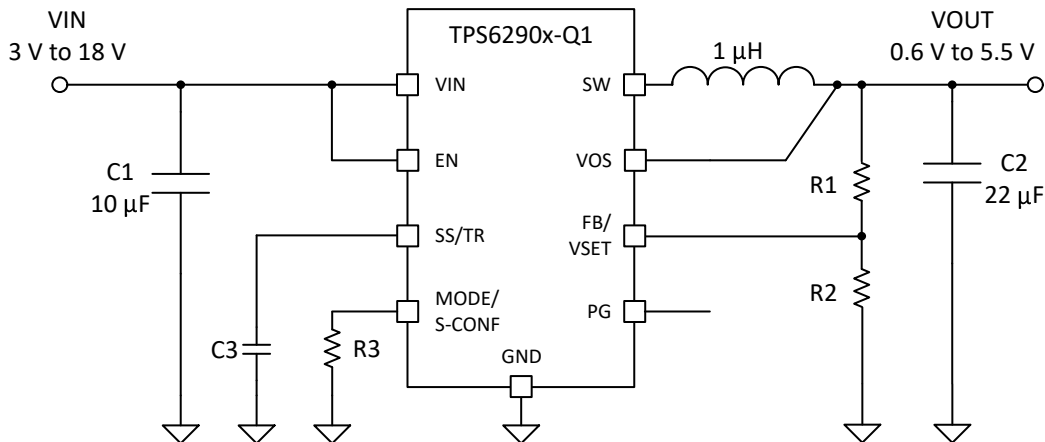 VIN
3 V to 18 V
TPS6290x-Q1
VOUT
0.6 V to 5.5 V
1 µH
VIN
SW
EN
VOS
C1
10 µF
R1
C2
22 µF
SS/TR
FB/
VSET
MODE/
S-CONF
PG
R2
C3
R3
GND